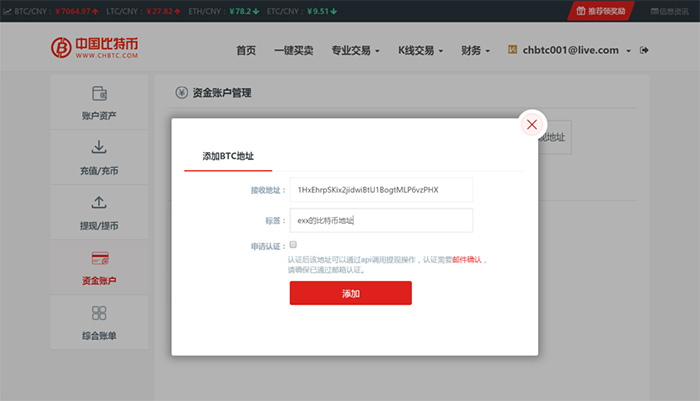 BTC/CNY：￥7064.97↑ LTC/CNY：￥27.82↑ ETH/CNY：￥78.2↓ ETC/CNY：￥9.51↓ 推荐领奖励 信息资讯
中国比特币
WWW.CHBTC.COM
首页 一键买卖 专业交易 K线交易 财务 chbtc001@live.com
账户资产
充值/充币
提现/提币
资金账户
综合账单
资金账户管理
地址
添加BTC地址
接收地址： 1HxEhrpSKix2jidwiBtU1BogtMLP6vzPHX
标签： exx的比特币地址
申请认证：
认证后该地址可以通过api调用提现操作，认证需要邮件确认，
请确保已通过邮箱认证。
添加